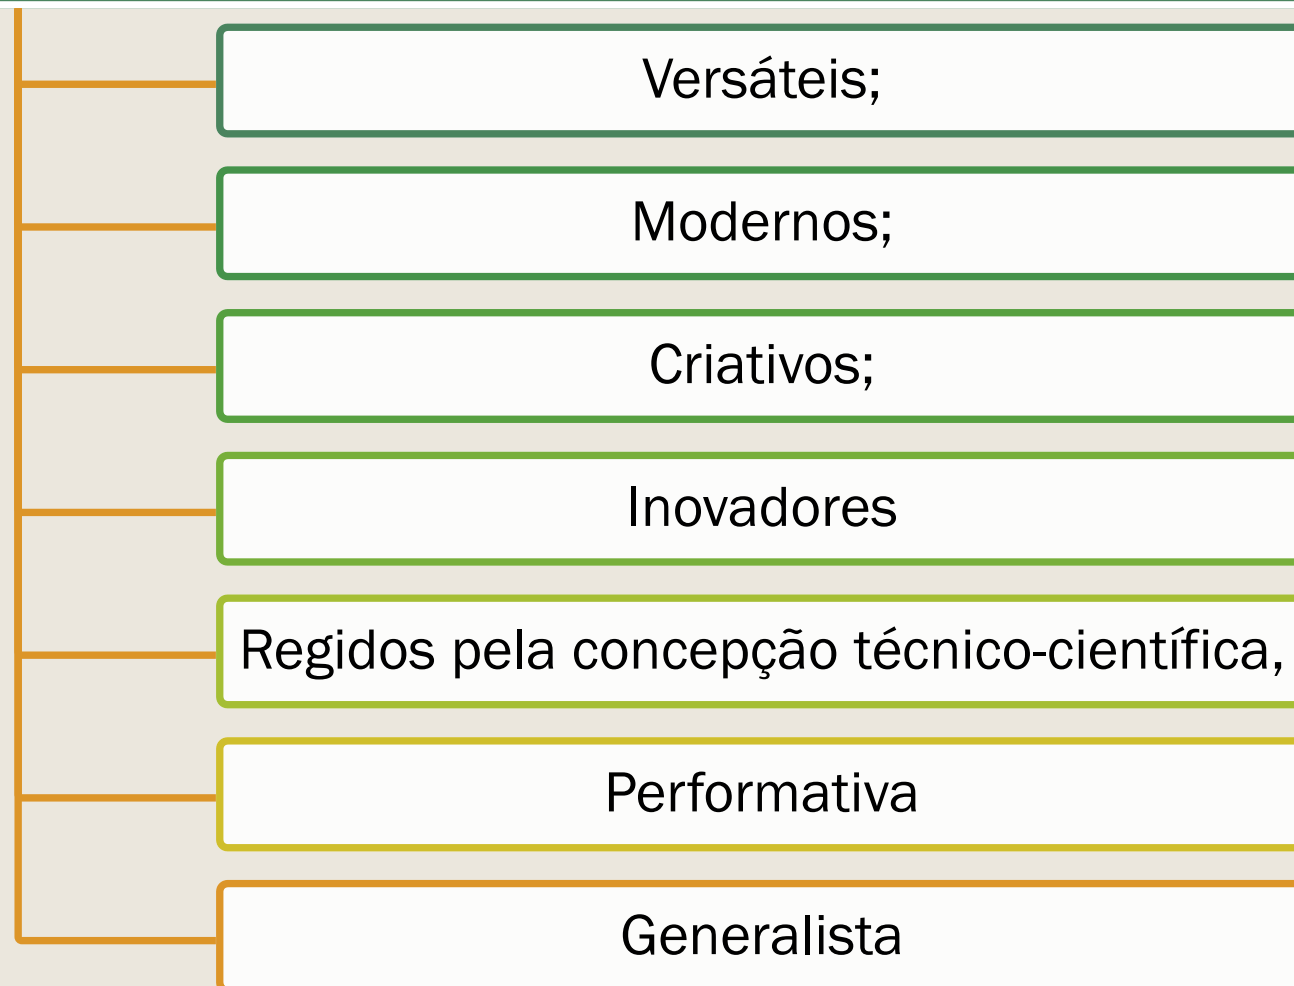 Versáteis;
Modernos;
Criativos;
Inovadores
Regidos pela concepção técnico-científica,
Performativa
Generalista